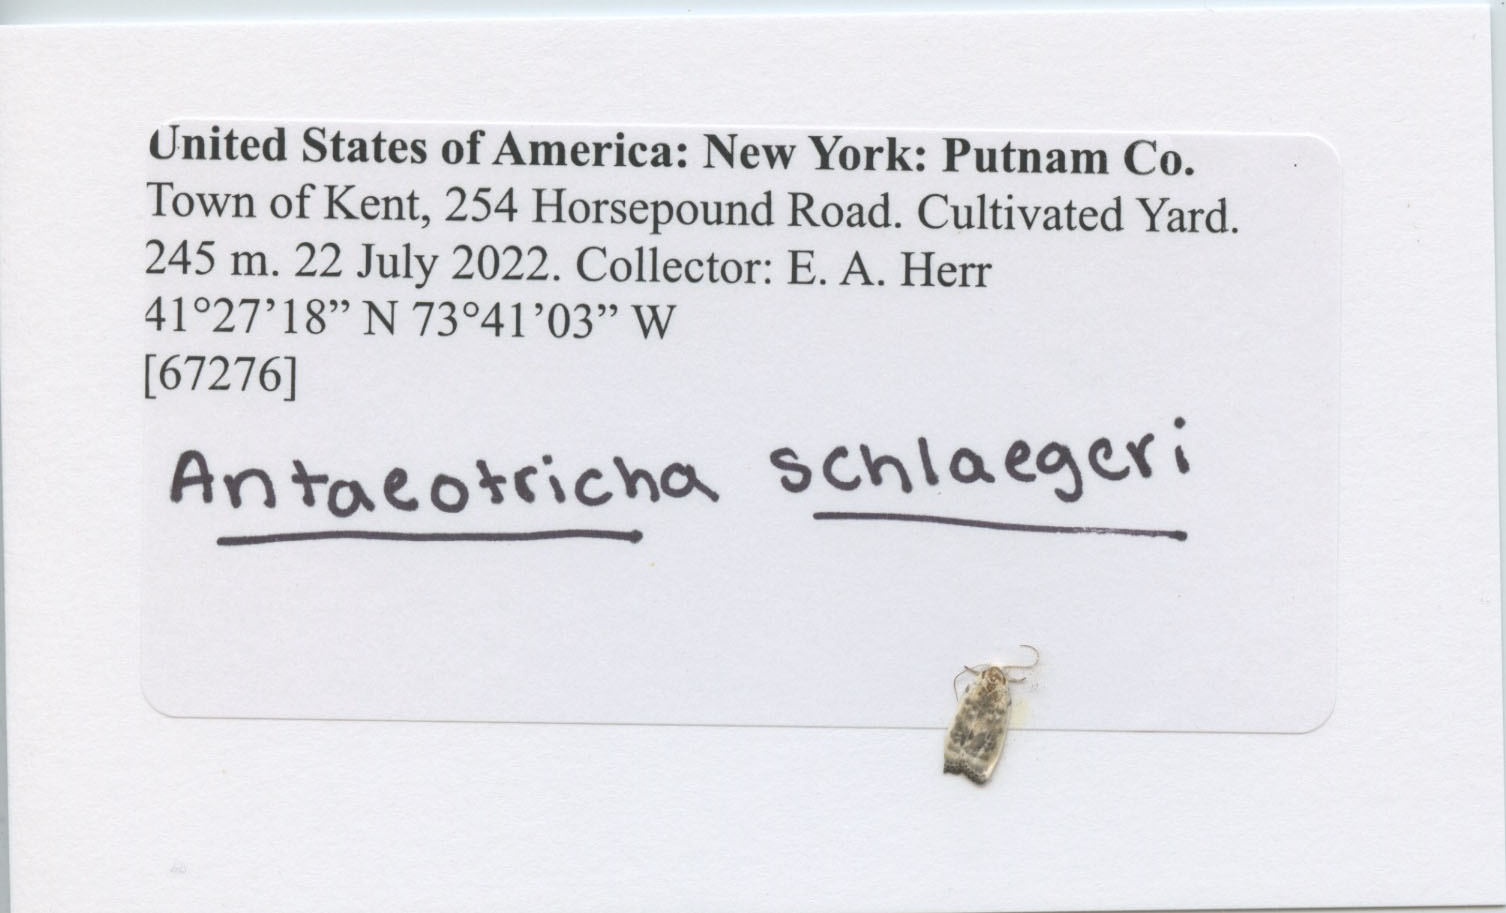 United States of America: New York: Putnam Co.
Town of Kent, 254 Horsepound Road. Cultivated Yard.
245 m. 22 July 2022. Collector: E. A. Herr
41°27’18” N 73°41’03” W
[67276]
Antaeotricha schlaegeri